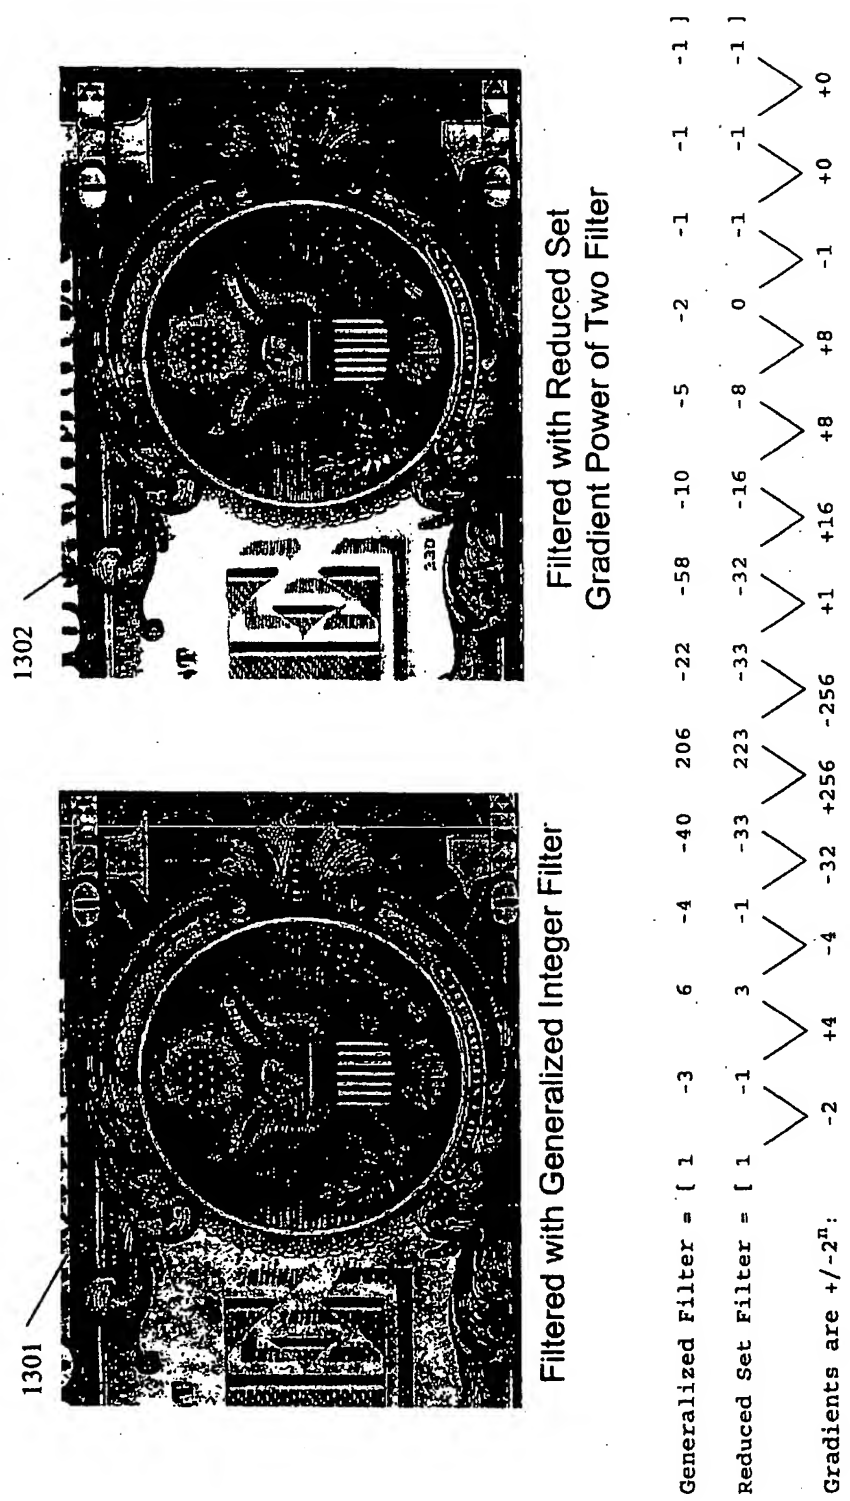 1301
1302
Filtered with Generalized Integer Filter
Filtered with Reduced Set
Gradient Power of Two Filter
Generalized Filter = [ 1 -3 6 -4 -40 206 -22 -58 -10 -5 -2 -1 -1 -1 ]
Reduced Set Filter = [ 1 -1 3 -1 -33 223 -33 -32 -16 -8 0 -1 -1 -1 ]
Gradients are +/-2ⁿ: -2 +4 -4 -32 +256 -256 +1 +16 +8 +8 -1 +0 +0